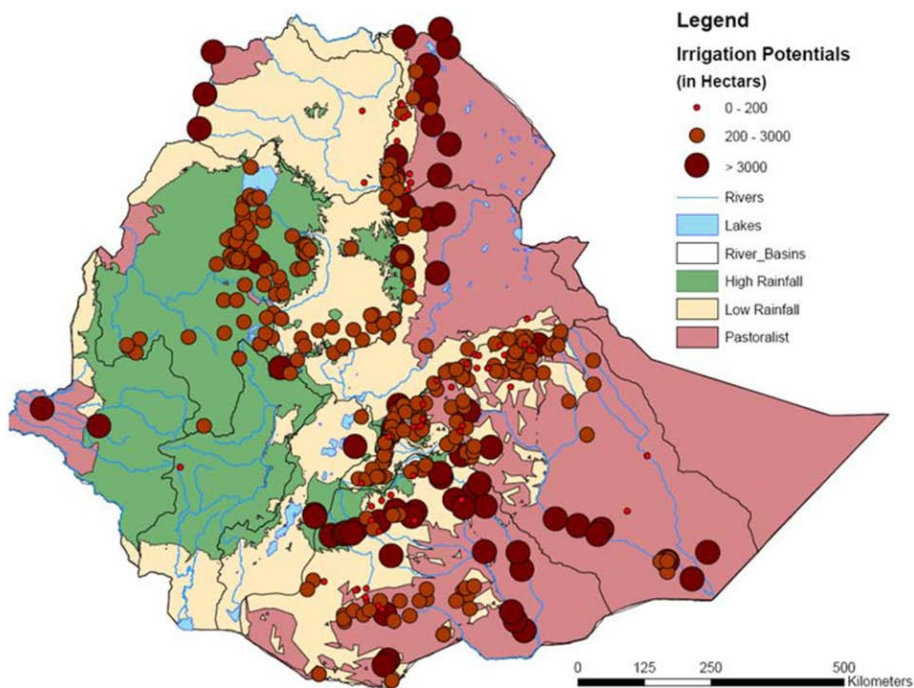 Legend
Irrigation Potentials
(in Hectars)
0 - 200
200 - 3000
> 3000
Rivers
Lakes
River_Basins
High Rainfall
Low Rainfall
Pastoralist
0 125 250 500
Kilometers